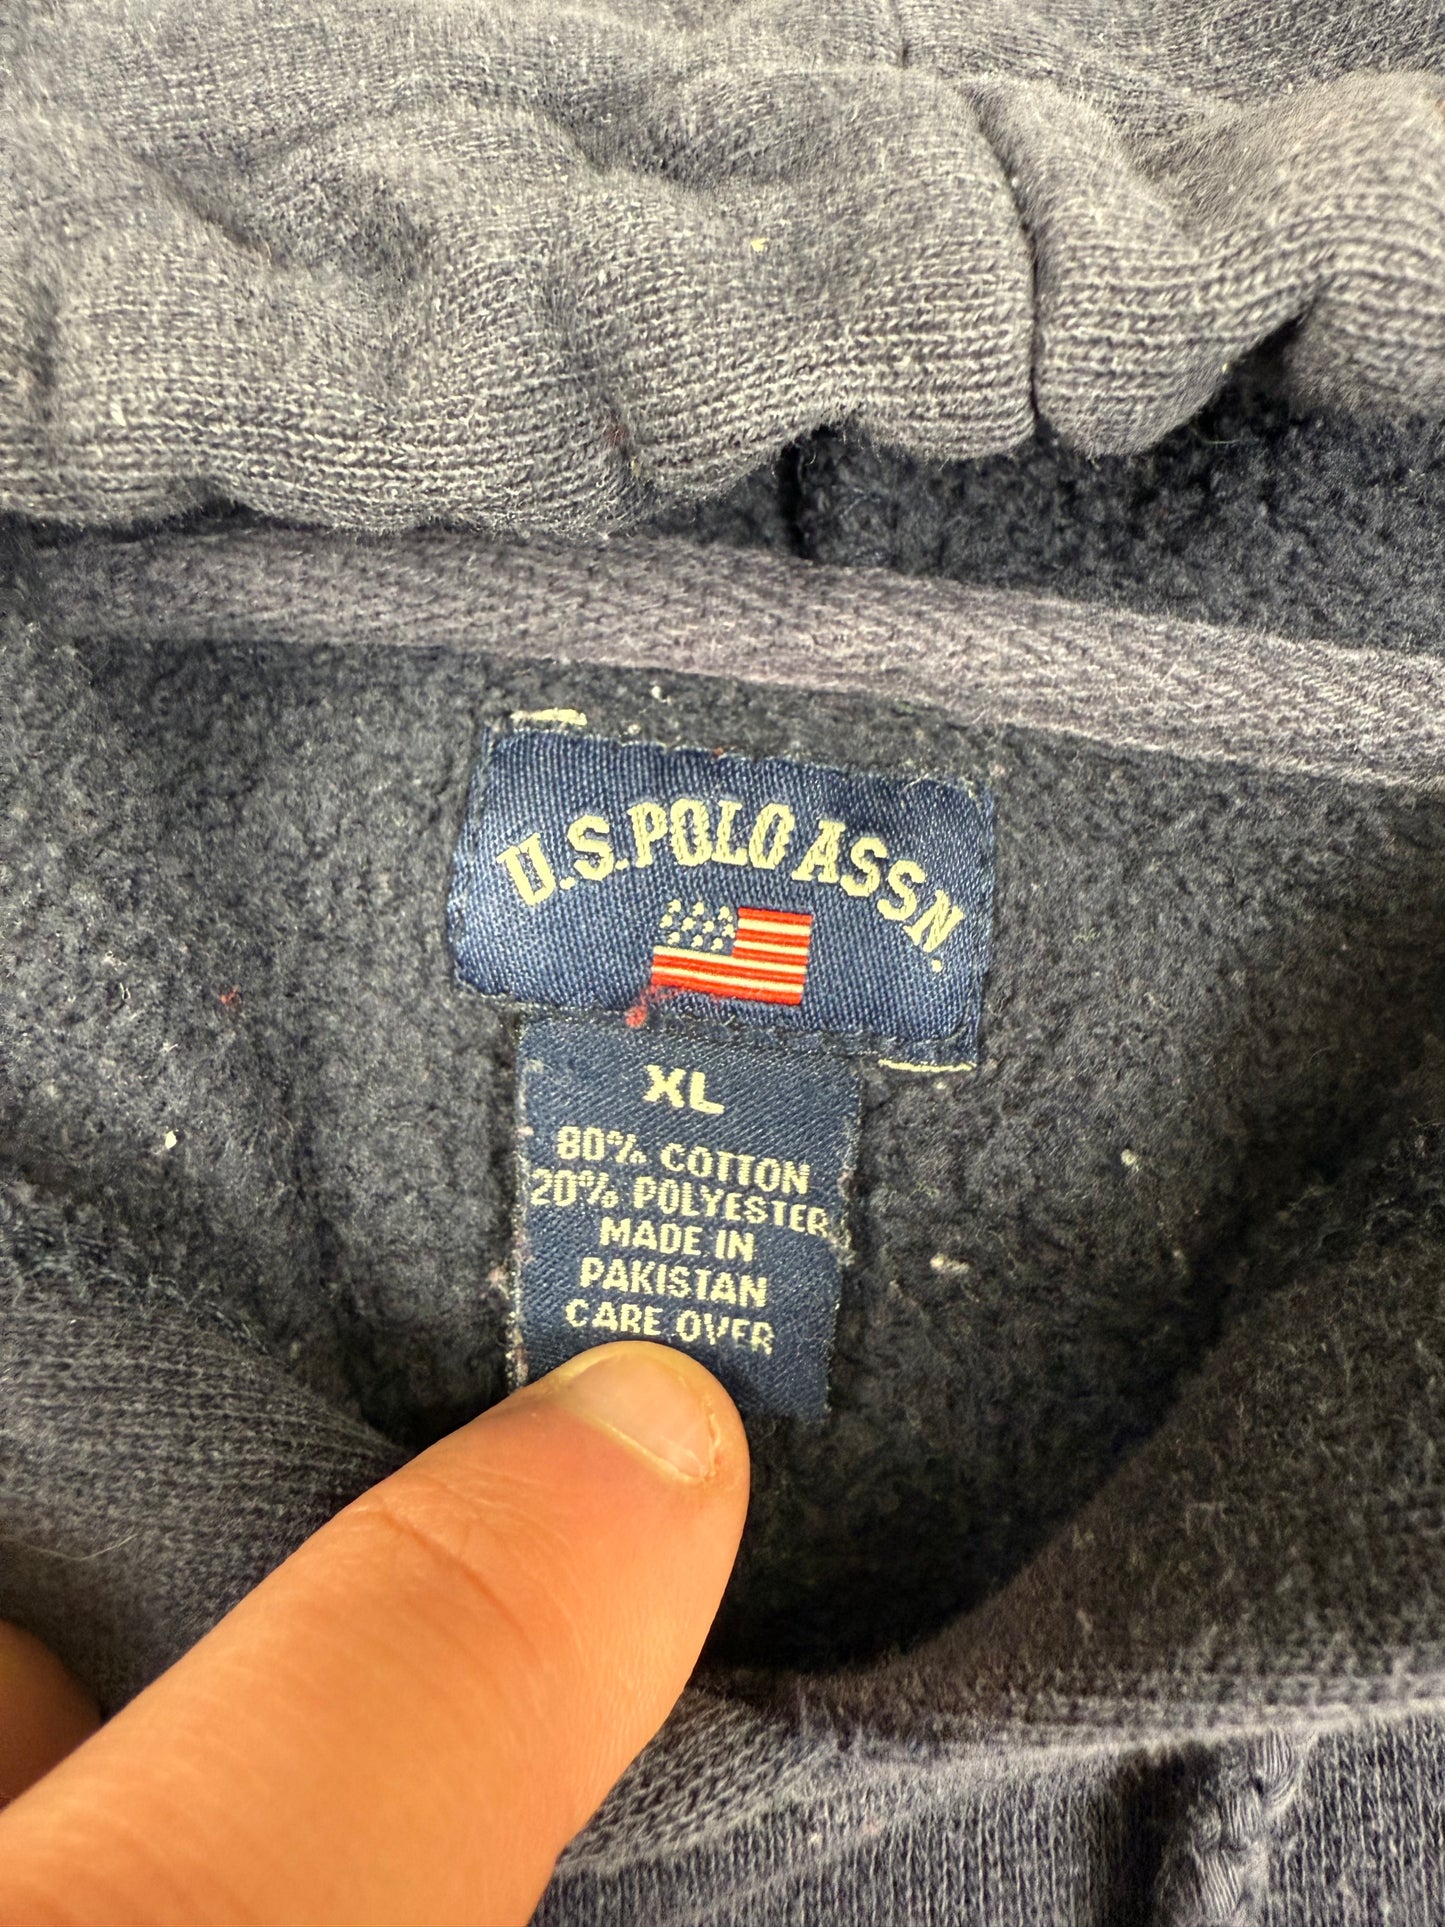 U.S. POLO ASSN.
XL
80% COTTON
20% POLYESTER
MADE IN
PAKISTAN
CARE OVER